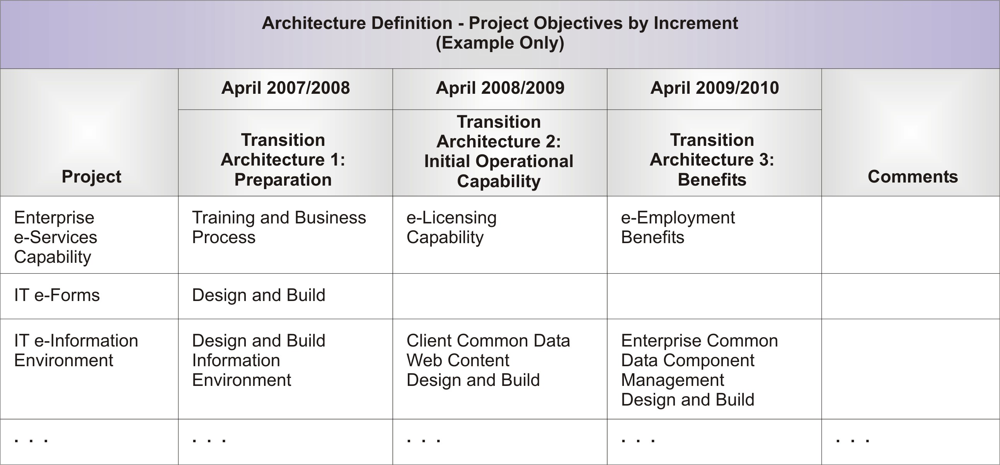 Architecture Definition - Project Objectives by Increment
(Example Only)
Project
April 2007/2008
April 2008/2009
April 2009/2010
Comments
Transition
Architecture 1:
Preparation
Transition
Architecture 2:
Initial Operational
Capability
Transition
Architecture 3:
Benefits
Enterprise
e-Services
Capability
Training and Business
Process
e-Licensing
Capability
e-Employment
Benefits
IT e-Forms
Design and Build
IT e-Information
Environment
Design and Build
Information
Environment
Client Common Data
Web Content
Design and Build
Enterprise Common
Data Component
Management
Design and Build
. . .
. . .
. . .
. . .
. . .